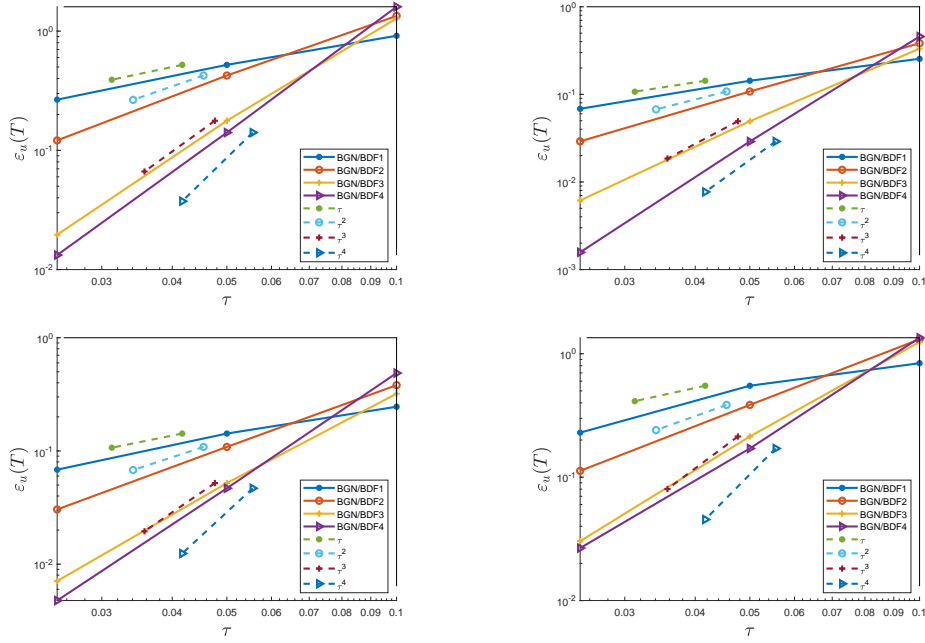 10^0
10^-1
10^-2
ε_u(T)
0.03
0.04
0.05
0.06
0.07
0.08
0.09
0.1
τ
BGN/BDF1
BGN/BDF2
BGN/BDF3
BGN/BDF4
τ
τ^2
τ^3
τ^4
10^0
10^-1
10^-2
10^-3
ε_u(T)
0.03
0.04
0.05
0.06
0.07
0.08
0.09
0.1
τ
BGN/BDF1
BGN/BDF2
BGN/BDF3
BGN/BDF4
τ
τ^2
τ^3
τ^4
10^0
10^-1
10^-2
ε_u(T)
0.03
0.04
0.05
0.06
0.07
0.08
0.09
0.1
τ
BGN/BDF1
BGN/BDF2
BGN/BDF3
BGN/BDF4
τ
τ^2
τ^3
τ^4
10^0
10^-1
10^-2
ε_u(T)
0.03
0.04
0.05
0.06
0.07
0.08
0.09
0.1
τ
BGN/BDF1
BGN/BDF2
BGN/BDF3
BGN/BDF4
τ
τ^2
τ^3
τ^4